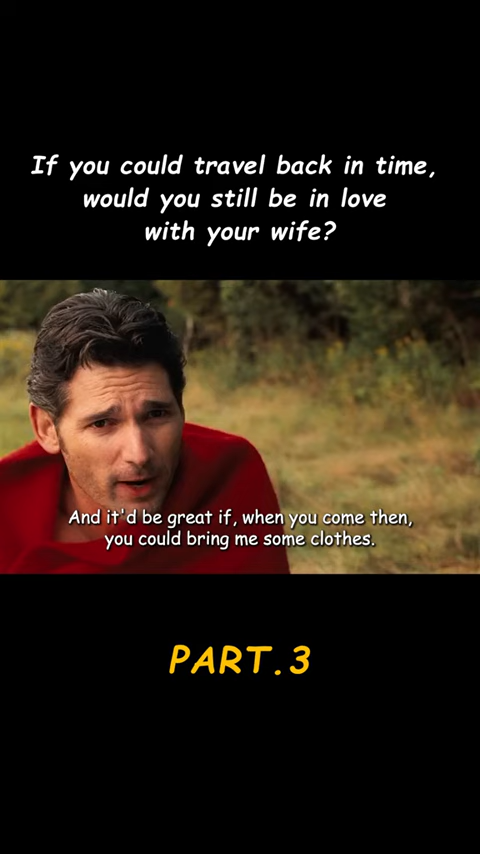 If you could travel back in time,
would you still be in love
with your wife?
And it'd be great if, when you come then,
you could bring me some clothes.
PART.3